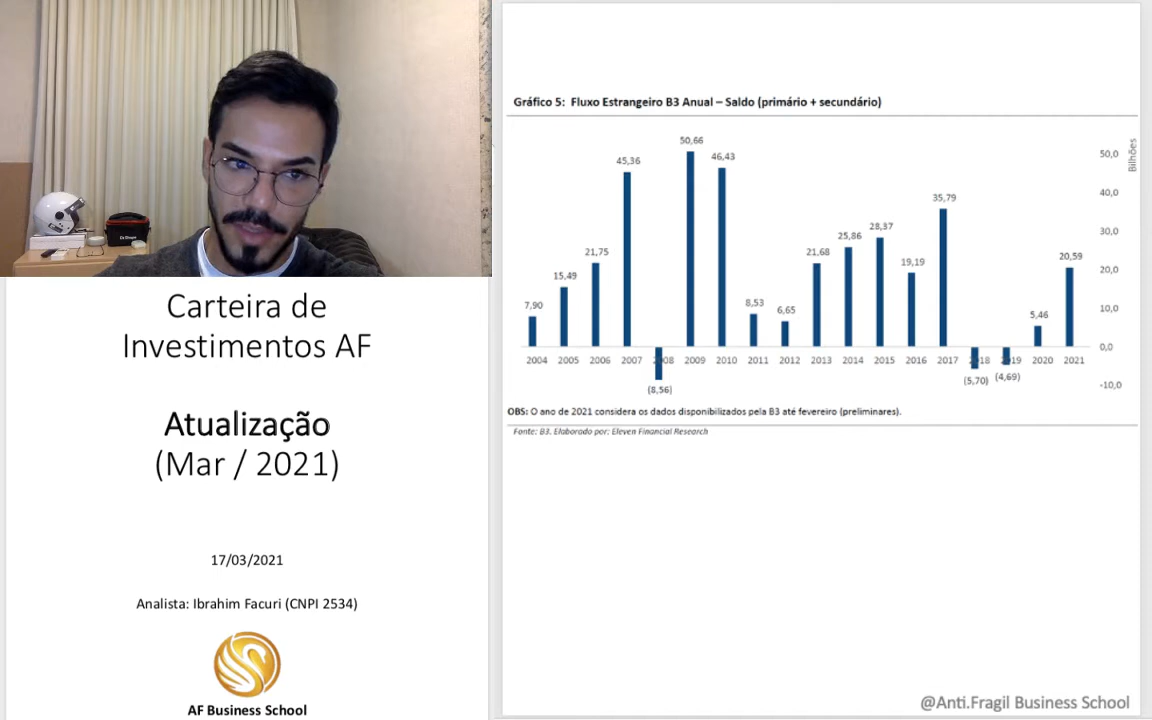 Carteira de
Investimentos AF
Atualização
(Mar / 2021)
17/03/2021
Analista: Ibrahim Facuri (CNPI 2534)
AF Business School
Gráfico 5: Fluxo Estrangeiro B3 Anual – Saldo (primário + secundário)
7,90
15,49
21,75
45,36
(8,56)
50,66
46,43
8,53
6,65
21,68
25,86
28,37
19,19
35,79
(5,70)
(4,69)
5,46
20,59
50,0
40,0
30,0
20,0
10,0
0,0
-10,0
Bilhões
2004 2005 2006 2007 2008 2009 2010 2011 2012 2013 2014 2015 2016 2017 2018 2019 2020 2021
OBS: O ano de 2021 considera os dados disponibilizados pela B3 até fevereiro (preliminares).
Fonte: B3. Elaborado por: Eleven Financial Research
@Anti.Fragil Business School